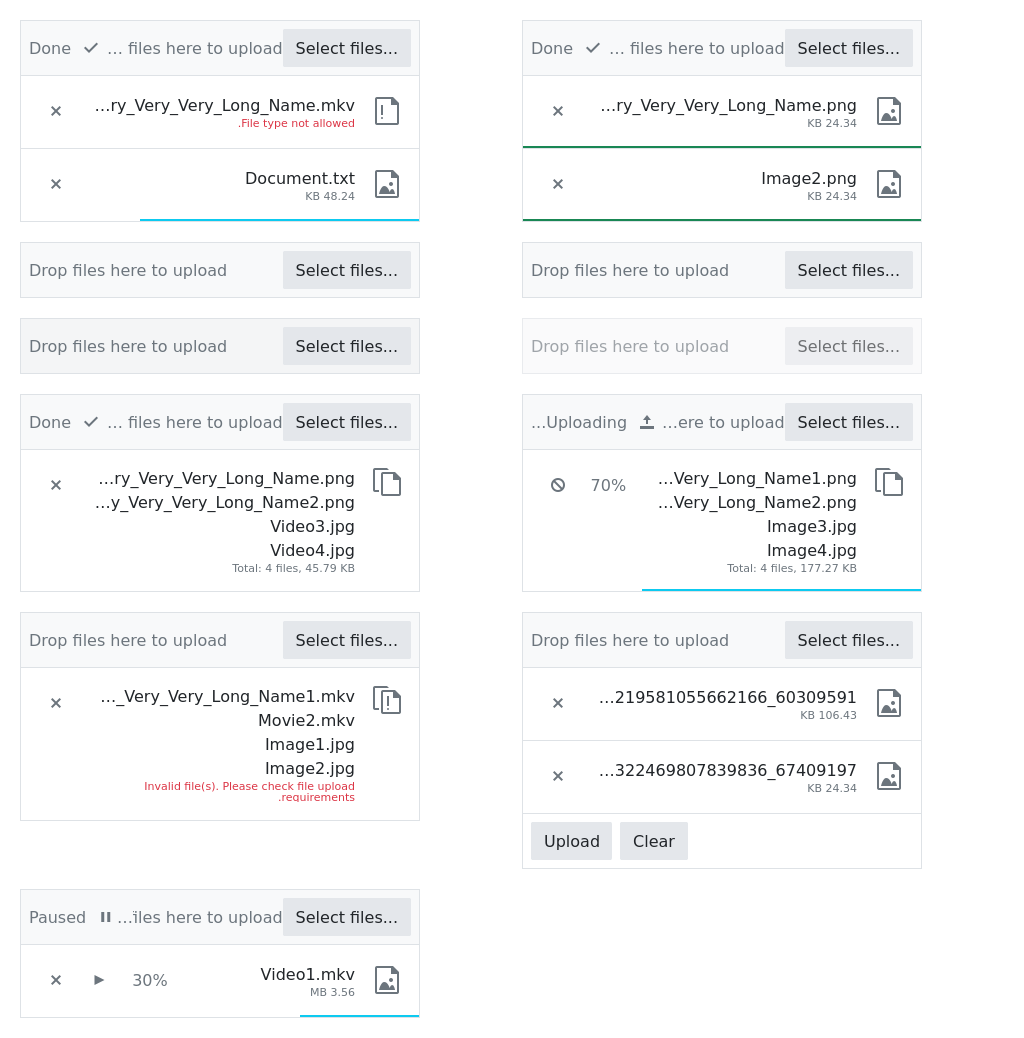 Done ... files here to upload Select files...
...ry_Very_Very_Long_Name.mkv
.File type not allowed
Document.txt
KB 48.24
Done ... files here to upload Select files...
...ry_Very_Very_Long_Name.png
KB 24.34
Image2.png
KB 24.34
Drop files here to upload Select files...
Drop files here to upload Select files...
Drop files here to upload Select files...
Drop files here to upload Select files...
Done ... files here to upload Select files...
...ry_Very_Very_Long_Name.png
...y_Very_Very_Long_Name2.png
Video3.jpg
Video4.jpg
Total: 4 files, 45.79 KB
...Uploading ...ere to upload Select files...
70% ...Very_Long_Name1.png
...Very_Long_Name2.png
Image3.jpg
Image4.jpg
Total: 4 files, 177.27 KB
Drop files here to upload Select files...
..._Very_Very_Long_Name1.mkv
Movie2.mkv
Image1.jpg
Image2.jpg
Invalid file(s). Please check file upload
.requirements
Drop files here to upload Select files...
...219581055662166_60309591
KB 106.43
...322469807839836_67409197
KB 24.34
Upload Clear
Paused ...files here to upload Select files...
30% Video1.mkv
MB 3.56